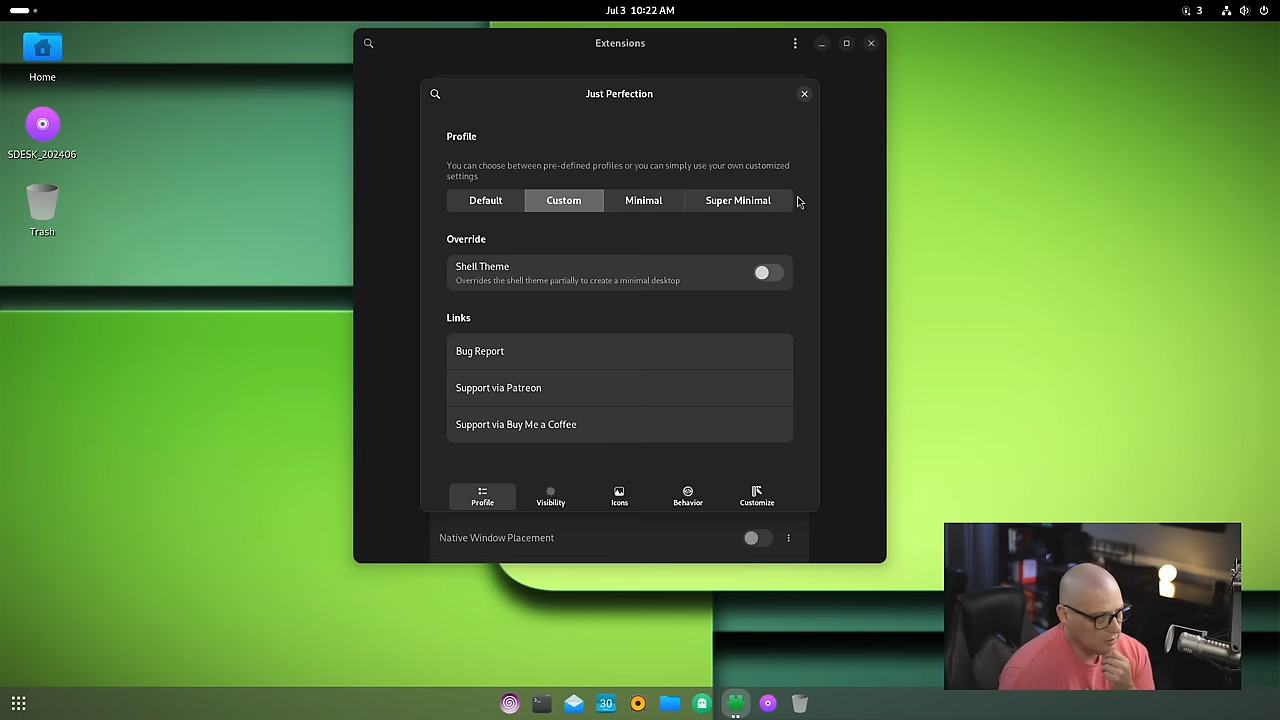 Jul 3 10:22 AM
3
Home
SDESK_202406
Trash
Extensions
Just Perfection
Profile
You can choose between pre-defined profiles or you can simply use your own customized
settings
Default
Custom
Minimal
Super Minimal
Override
Shell Theme
Overrides the shell theme partially to create a minimal desktop
Links
Bug Report
Support via Patreon
Support via Buy Me a Coffee
Profile
Visibility
Icons
Behavior
Customize
Native Window Placement
30